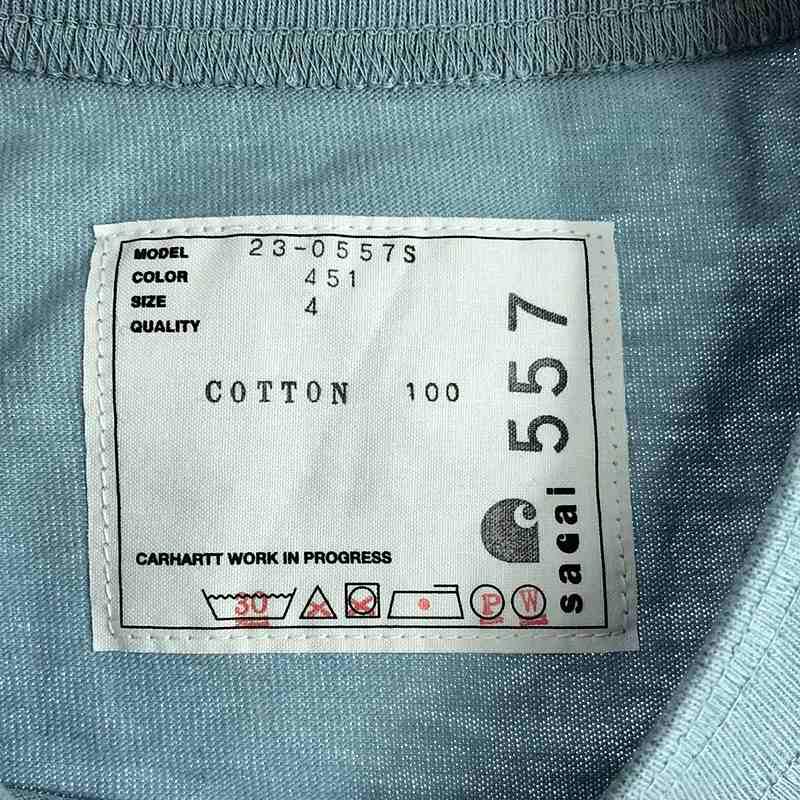 MODEL 23-0557S
COLOR 451
SIZE 4
QUALITY
COTTON 100
CARHARTT WORK IN PROGRESS
30
P
W
sacai 557